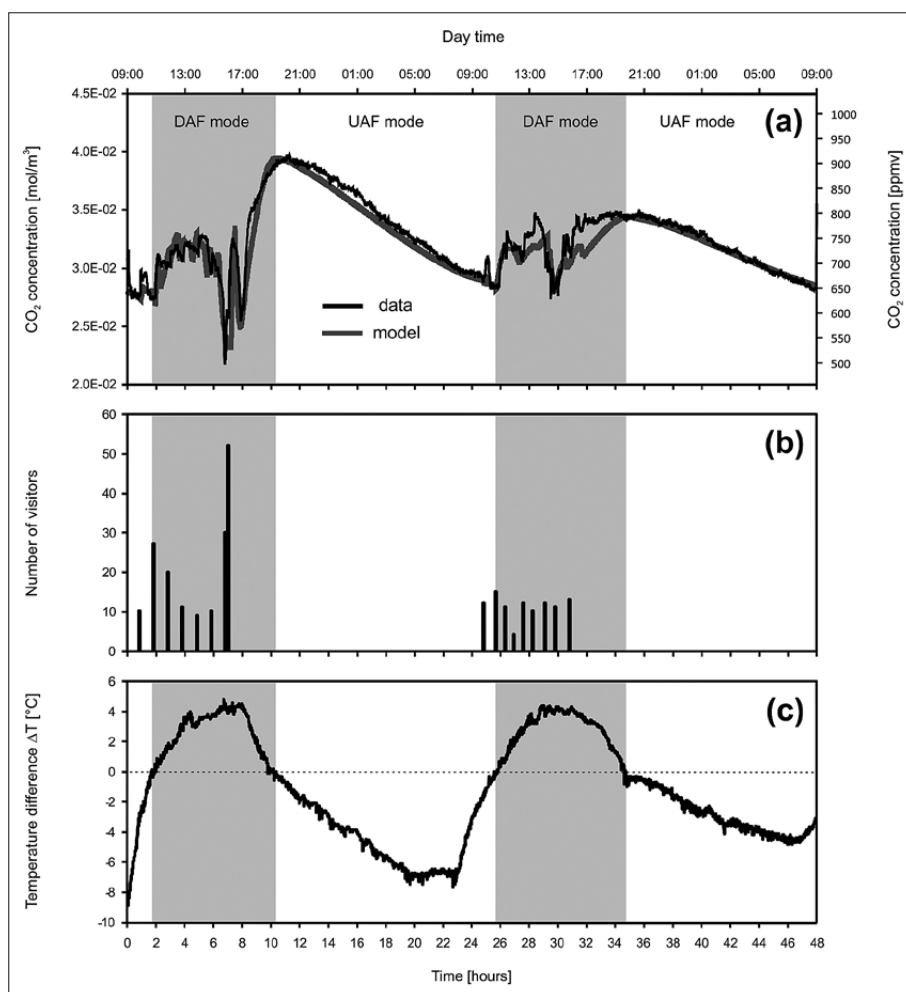 Day time
09:00 13:00 17:00 21:00 01:00 05:00 09:00 13:00 17:00 21:00 01:00 05:00 09:00
4.5E-02
4.0E-02
3.5E-02
3.0E-02
2.5E-02
2.0E-02
CO₂ concentration [mol/m³]
DAF mode UAF mode DAF mode UAF mode
(a)
data
model
1000
950
900
850
800
750
700
650
600
550
500
CO₂ concentration [ppmv]
60
50
40
30
20
10
0
Number of visitors
(b)
6
4
2
0
-2
-4
-6
-8
-10
Temperature difference ΔT [°C]
(c)
0 2 4 6 8 10 12 14 16 18 20 22 24 26 28 30 32 34 36 38 40 42 44 46 48
Time [hours]